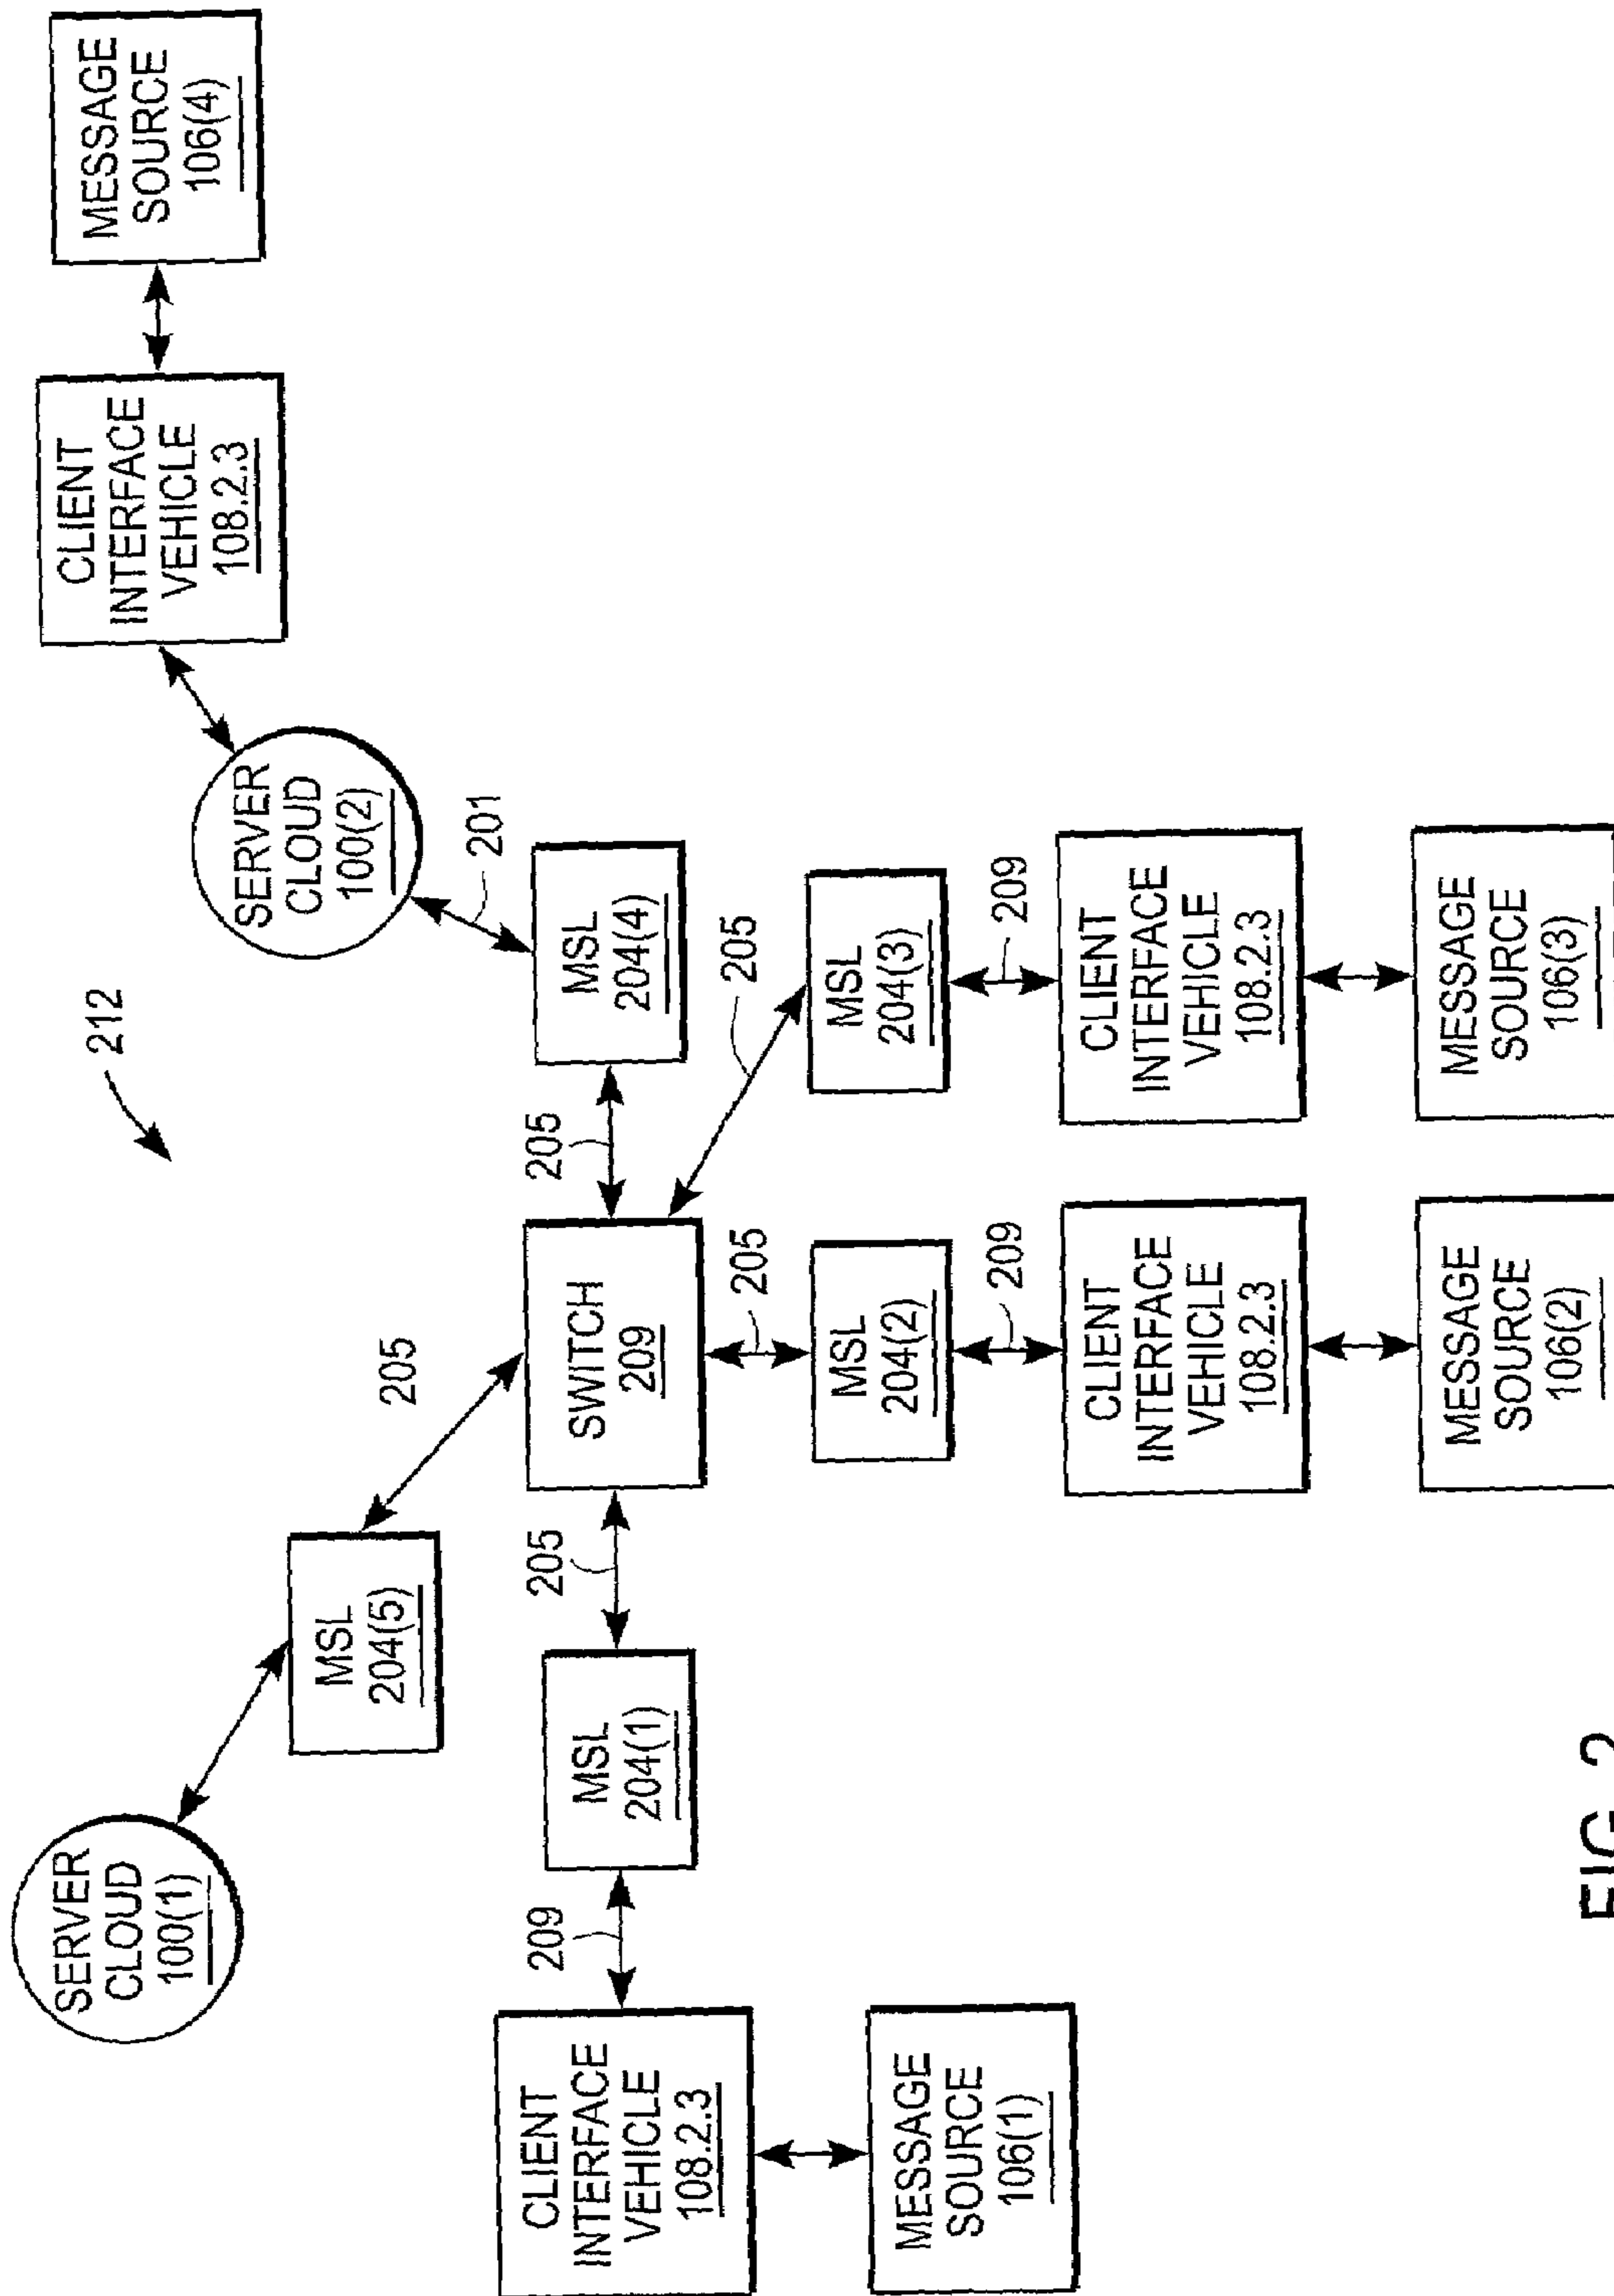 SERVER
CLOUD
100(1)
CLIENT
INTERFACE
VEHICLE
108.2.3
MESSAGE
SOURCE
106(4)
212
SERVER
CLOUD
100(2)
MSL
204(5)
205
201
CLIENT
INTERFACE
VEHICLE
108.2.3
209
MSL
204(1)
205
SWITCH
209
205
MSL
204(4)
205
205
MESSAGE
SOURCE
106(1)
MSL
204(2)
MSL
204(3)
209
209
CLIENT
INTERFACE
VEHICLE
108.2.3
CLIENT
INTERFACE
VEHICLE
108.2.3
MESSAGE
SOURCE
106(2)
MESSAGE
SOURCE
106(3)
FIG. 2